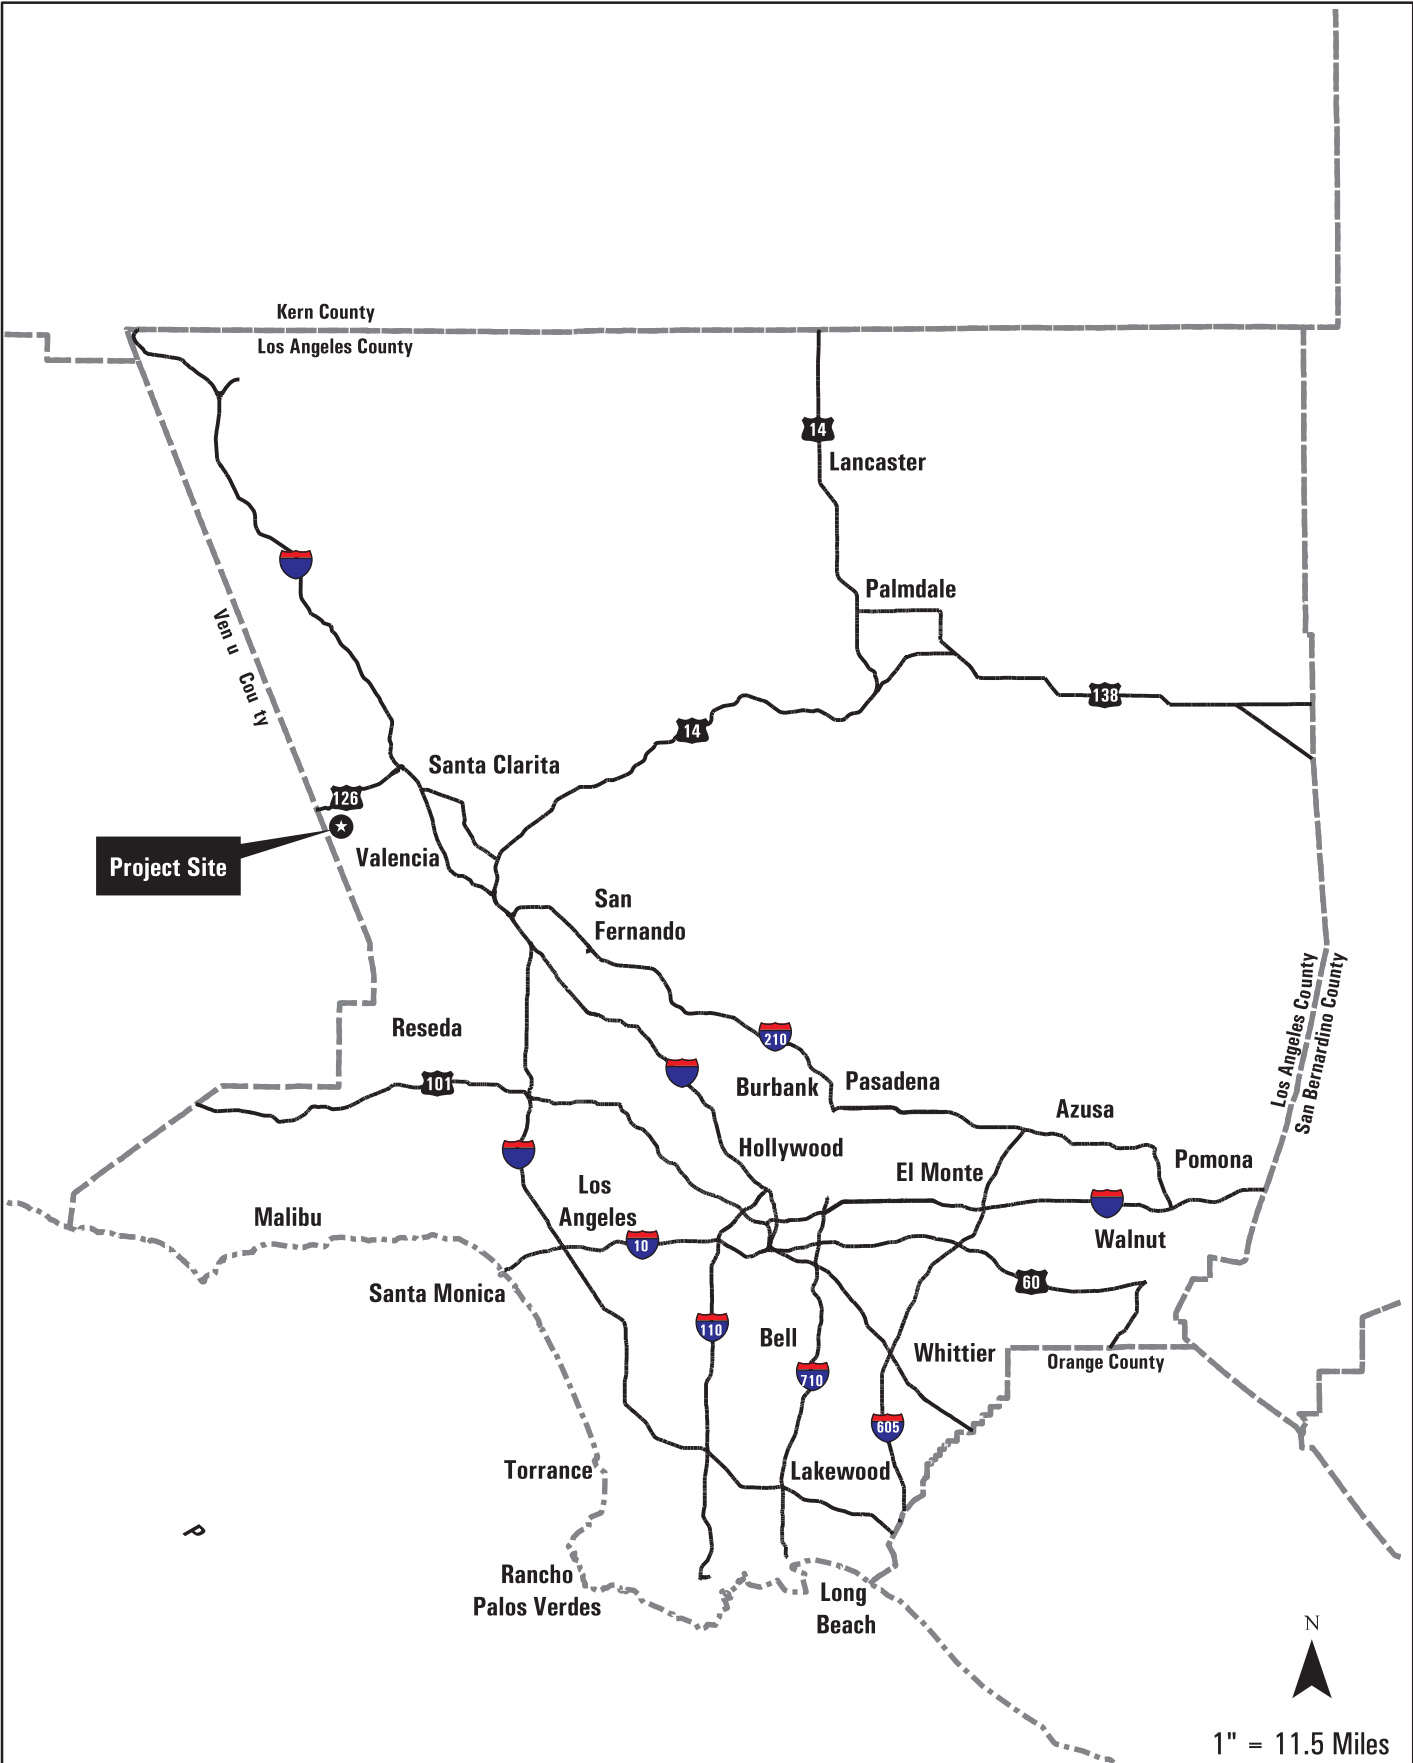 Kern County
Los Angeles County
14
Lancaster
Palmdale
Ven u Cou ty
138
14
Santa Clarita
126
Project Site
Valencia
San
Fernando
Los Angeles County
San Bernardino County
Reseda
210
101
Burbank
Pasadena
Azusa
Hollywood
El Monte
Pomona
Los
Angeles
Malibu
10
Walnut
Santa Monica
60
110
Bell
Whittier
Orange County
710
605
Torrance
Lakewood
P
Rancho
Palos Verdes
Long
Beach
N
1" = 11.5 Miles